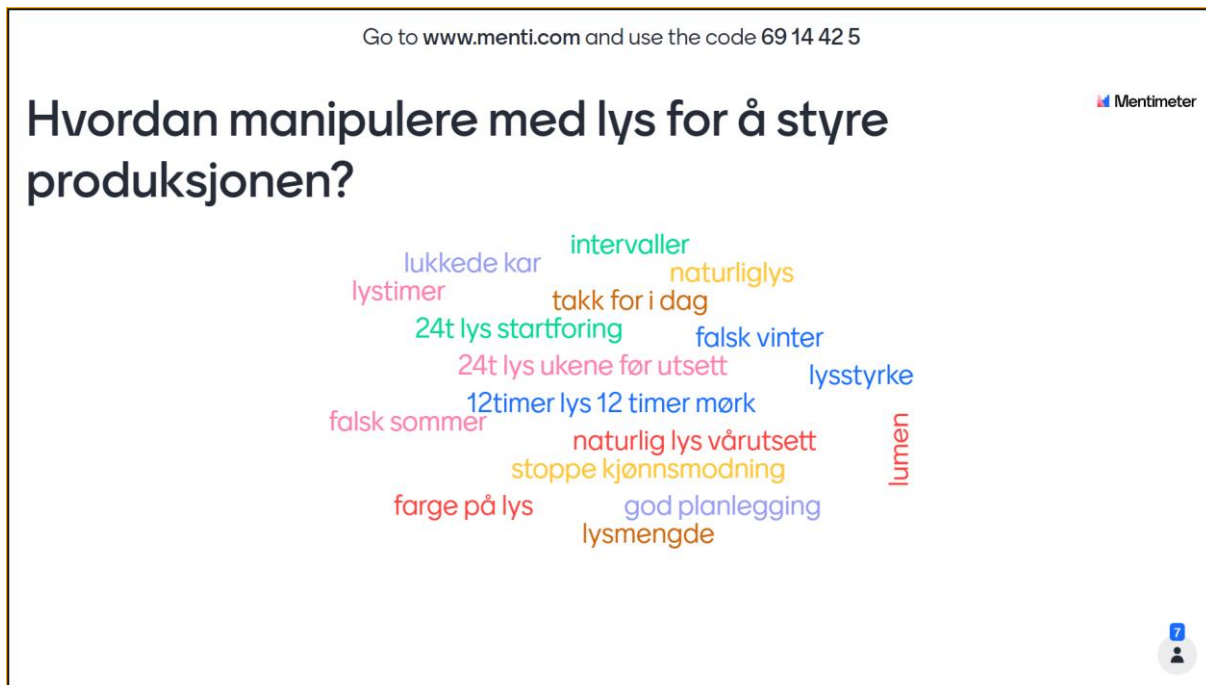 Go to www.menti.com and use the code 69 14 42 5
Mentimeter
Hvordan manipulere med lys for å styre
produksjonen?
intervaller
lukkede kar
naturliglys
lystimer
takk for i dag
24t lys startforing
falsk vinter
24t lys ukene før utsett
lysstyrke
12timer lys 12 timer mørk
falsk sommer
naturlig lys vårutsett
lumen
stoppe kjønnsmodning
farge på lys
god planlegging
lysmengde
7